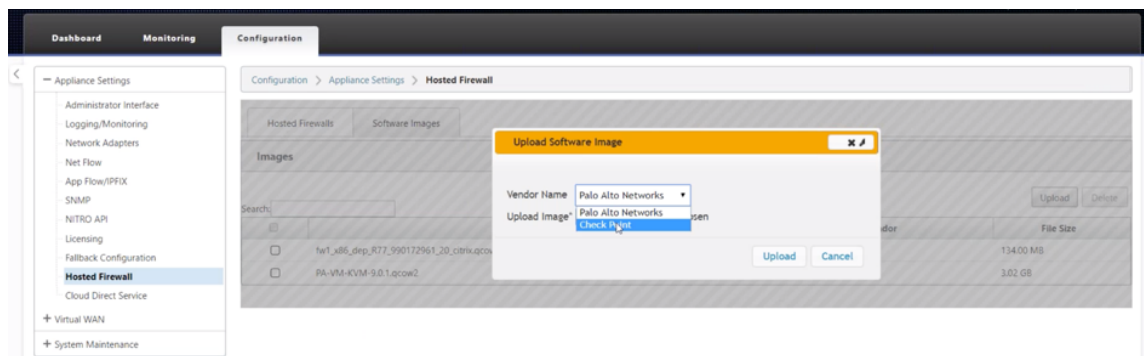 Dashboard Monitoring Configuration
− Appliance Settings
Administrator Interface
Logging/Monitoring
Network Adapters
Net Flow
App Flow/IPFIX
SNMP
NITRO API
Licensing
Fallback Configuration
Hosted Firewall
Cloud Direct Service
+ Virtual WAN
+ System Maintenance
Configuration > Appliance Settings > Hosted Firewall
Hosted Firewalls Software Images
Images
Upload Delete
Search:
File Size
fw1_x86_dep_R77_990172961_20_citrix.qcow 134.00 MB
PA-VM-KVM-9.0.1.qcow2 3.02 GB
Upload Software Image
Vendor Name Palo Alto Networks
Palo Alto Networks
Upload Image*
Check Point
Upload Cancel